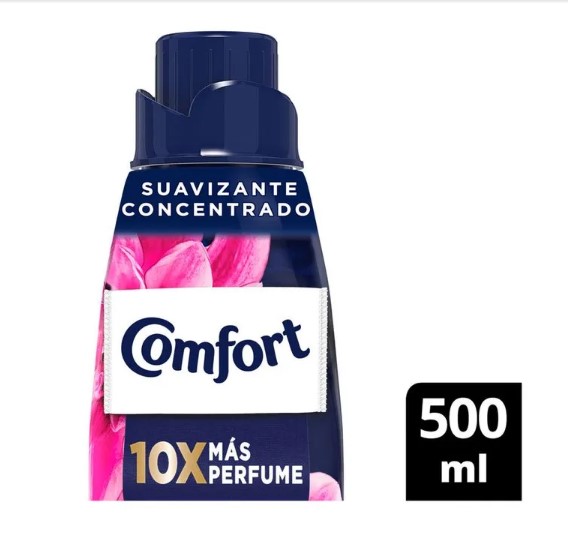 SUAVIZANTE
CONCENTRADO
Comfort
10X MÁS
PERFUME
500
ml